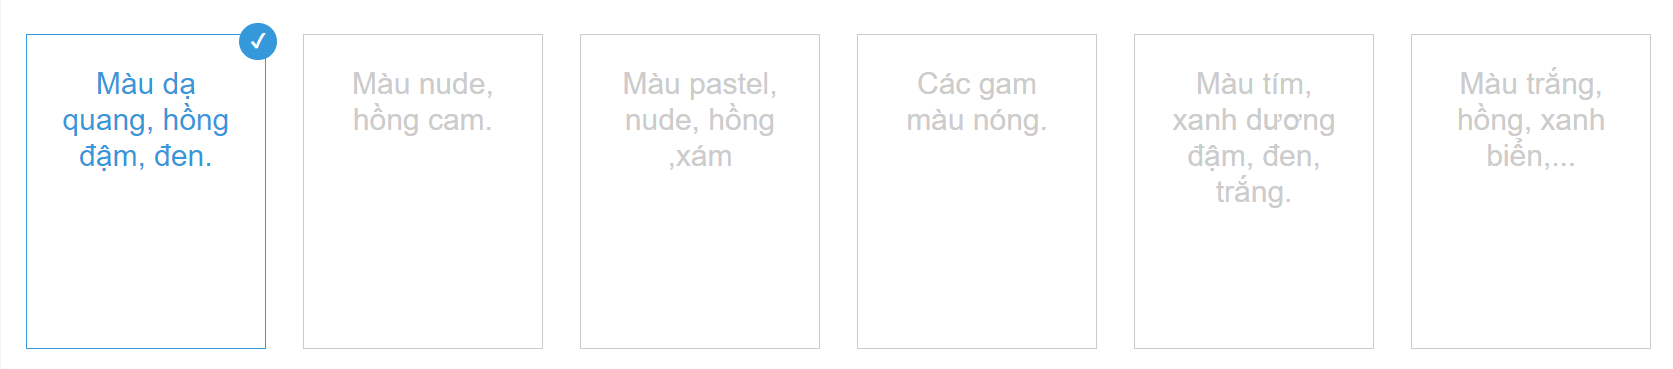 Màu dạ
quang, hồng
đậm, đen.
Màu nude,
hồng cam.
Màu pastel,
nude, hồng
,xám
Các gam
màu nóng.
Màu tím,
xanh dương
đậm, đen,
trắng.
Màu trắng,
hồng, xanh
biển,...